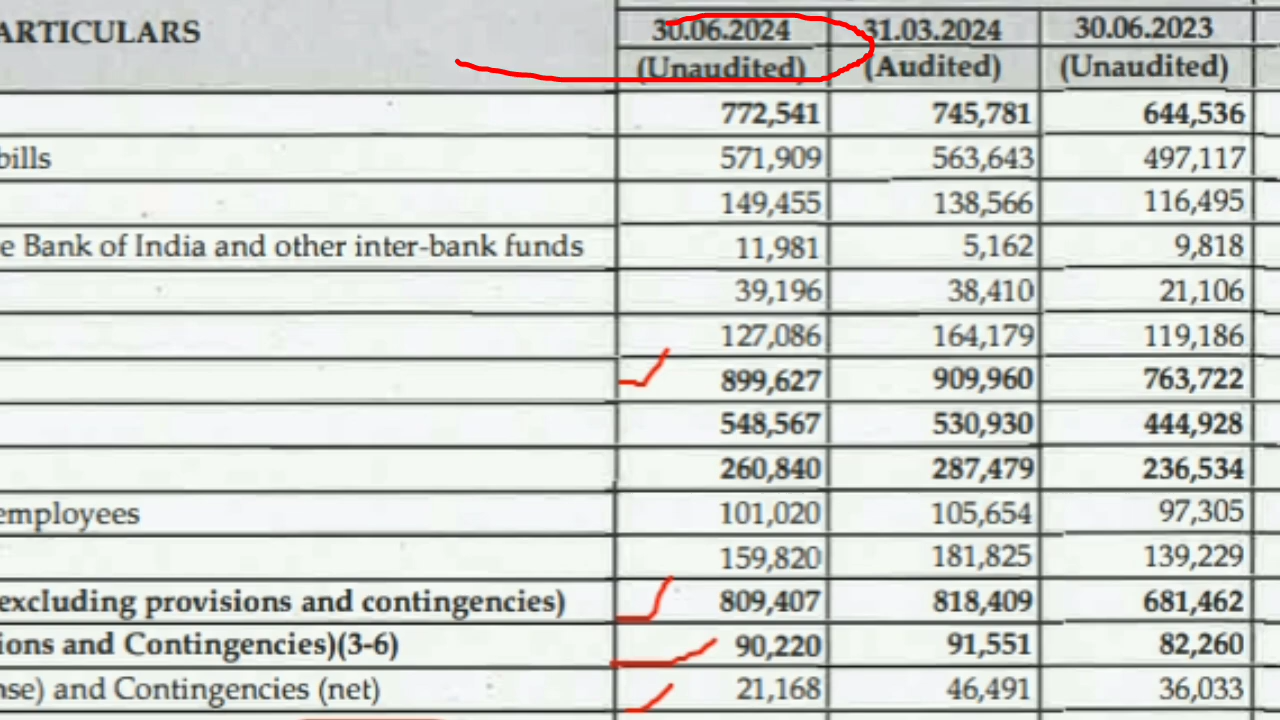 ARTICULARS 30.06.2024 31.03.2024 30.06.2023
(Unaudited) (Audited) (Unaudited)
772,541 745,781 644,536
bills 571,909 563,643 497,117
149,455 138,566 116,495
e Bank of India and other inter-bank funds 11,981 5,162 9,818
39,196 38,410 21,106
127,086 164,179 119,186
899,627 909,960 763,722
548,567 530,930 444,928
260,840 287,479 236,534
employees 101,020 105,654 97,305
159,820 181,825 139,229
excluding provisions and contingencies) 809,407 818,409 681,462
ions and Contingencies)(3-6) 90,220 91,551 82,260
nse) and Contingencies (net) 21,168 46,491 36,033